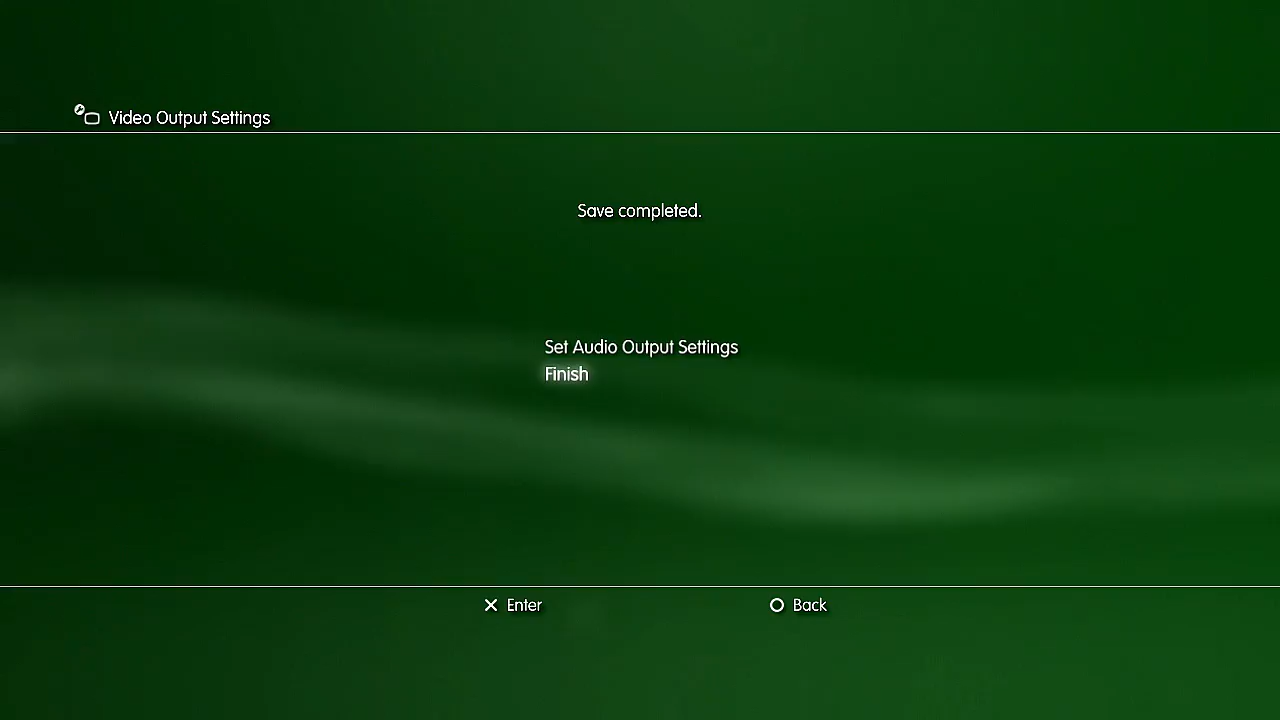 Video Output Settings
Save completed.
Set Audio Output Settings
Finish
Enter
Back